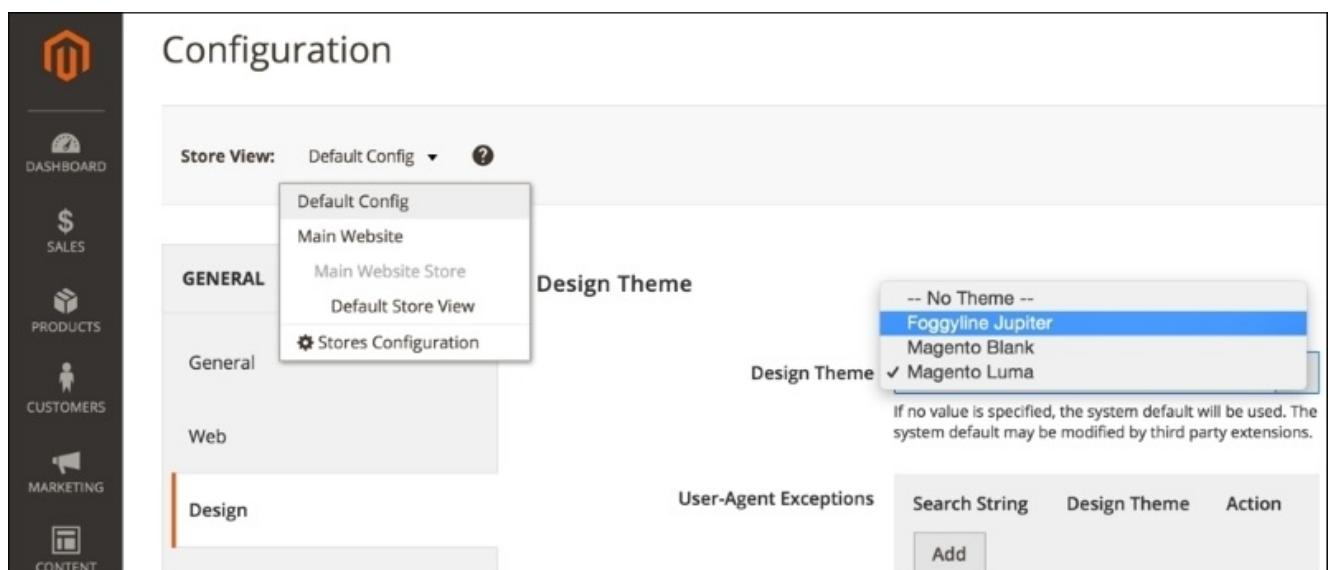 Configuration
DASHBOARD
SALES
PRODUCTS
CUSTOMERS
MARKETING
CONTENT
Store View: Default Config
Default Config
Main Website
Main Website Store
Default Store View
Stores Configuration
GENERAL
General
Web
Design
Design Theme
-- No Theme --
Foggyline Jupiter
Magento Blank
Design Theme ✓ Magento Luma
If no value is specified, the system default will be used. The
system default may be modified by third party extensions.
User-Agent Exceptions Search String Design Theme Action
Add